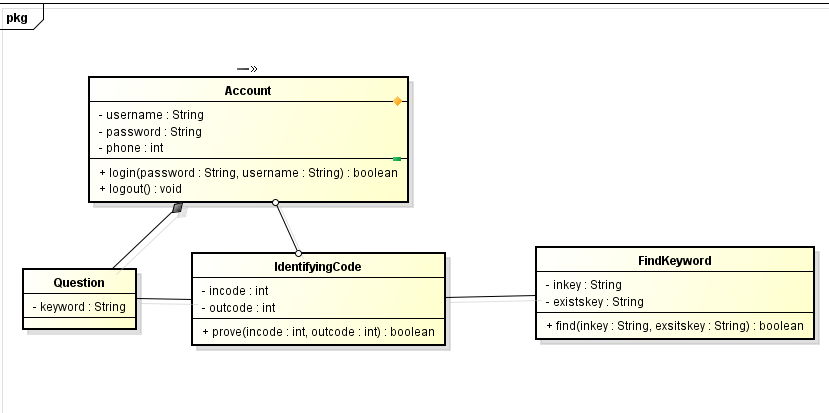 pkg
Account
- username : String
- password : String
- phone : int
+ login(password : String, username : String) : boolean
+ logout() : void
Question
- keyword : String
IdentifyingCode
- incode : int
- outcode : int
+ prove(incode : int, outcode : int) : boolean
FindKeyword
- inkey : String
- existskey : String
+ find(inkey : String, exsitskey : String) : boolean